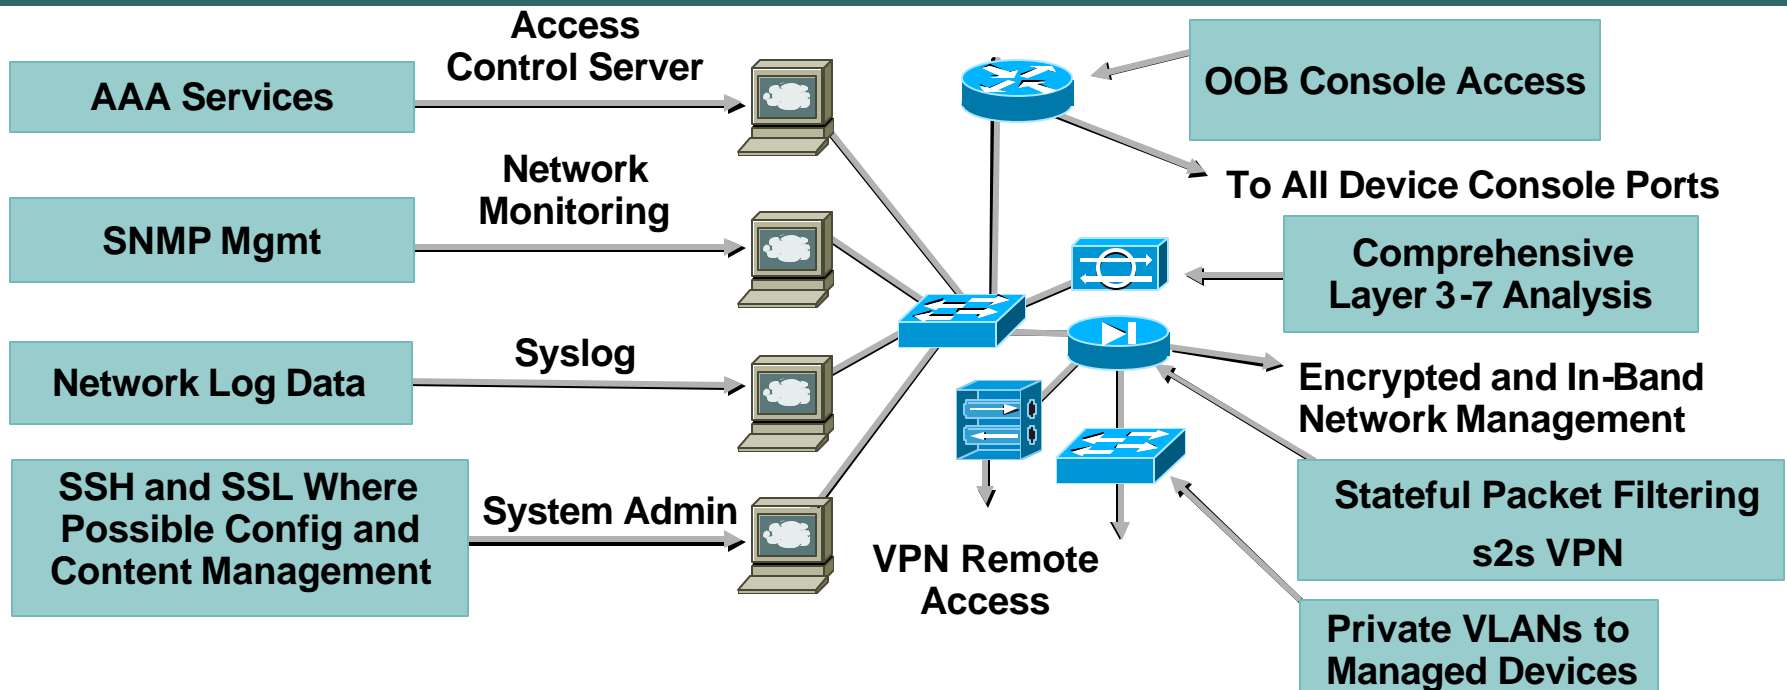 Access
Control Server
AAA Services
OOB Console Access
Network
Monitoring
To All Device Console Ports
SNMP Mgmt
Comprehensive
Layer 3-7 Analysis
Syslog
Network Log Data
Encrypted and In-Band
Network Management
SSH and SSL Where
Possible Config and
Content Management
System Admin
Stateful Packet Filtering
s2s VPN
VPN Remote
Access
Private VLANs to
Managed Devices